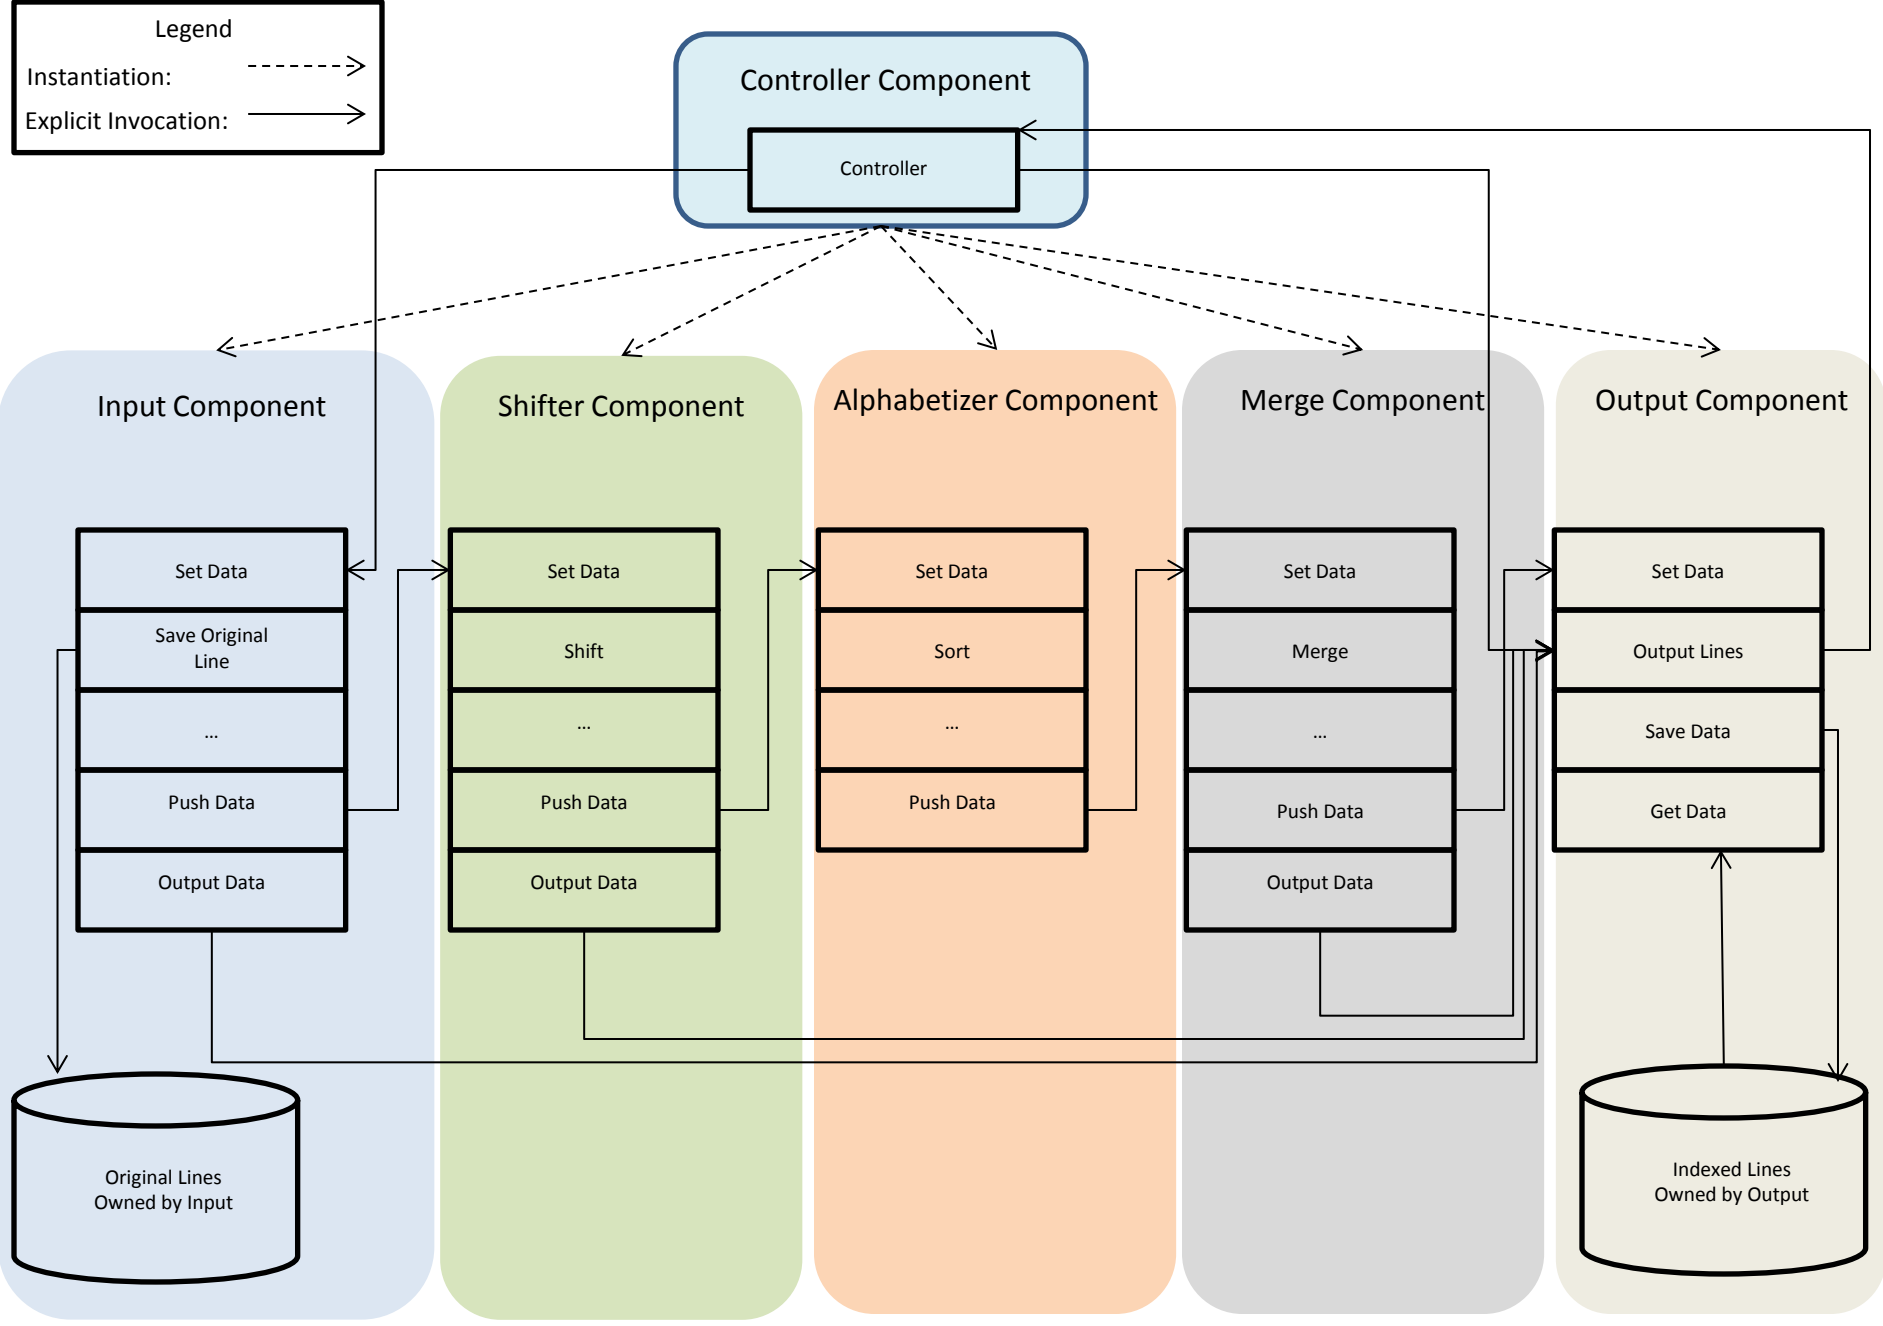 Legend
Instantiation:
Explicit Invocation:
Controller Component
Controller
Input Component
Set Data
Save Original
Line
...
Push Data
Output Data
Original Lines
Owned by Input
Shifter Component
Set Data
Shift
...
Push Data
Output Data
Alphabetizer Component
Set Data
Sort
...
Push Data
Merge Component
Set Data
Merge
...
Push Data
Output Data
Output Component
Set Data
Output Lines
Save Data
Get Data
Indexed Lines
Owned by Output